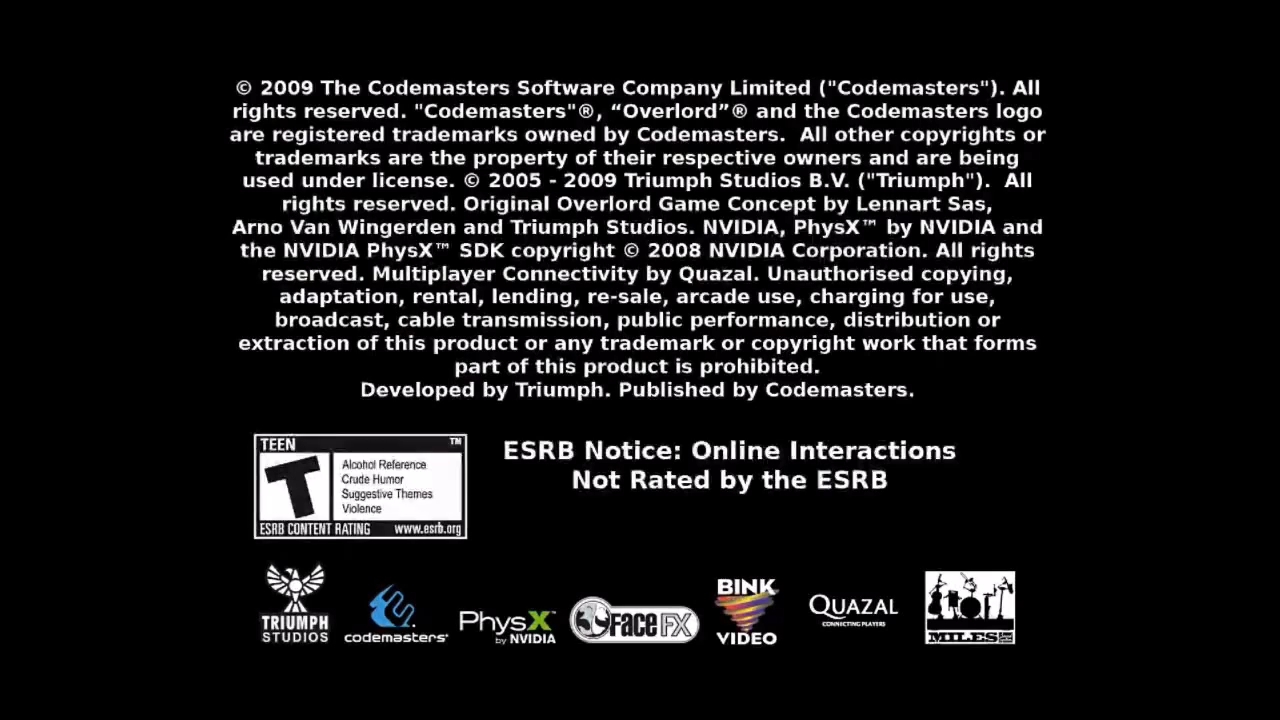 © 2009 The Codemasters Software Company Limited ("Codemasters"). All
rights reserved. "Codemasters"®, “Overlord”® and the Codemasters logo
are registered trademarks owned by Codemasters.  All other copyrights or
trademarks are the property of their respective owners and are being
used under license. © 2005 - 2009 Triumph Studios B.V. ("Triumph").  All
rights reserved. Original Overlord Game Concept by Lennart Sas,
Arno Van Wingerden and Triumph Studios. NVIDIA, PhysX™ by NVIDIA and
the NVIDIA PhysX™ SDK copyright © 2008 NVIDIA Corporation. All rights
reserved. Multiplayer Connectivity by Quazal. Unauthorised copying,
adaptation, rental, lending, re-sale, arcade use, charging for use,
broadcast, cable transmission, public performance, distribution or
extraction of this product or any trademark or copyright work that forms
part of this product is prohibited.
Developed by Triumph. Published by Codemasters.
TEEN ™
T
Alcohol Reference
Crude Humor
Suggestive Themes
Violence
ESRB CONTENT RATING www.esrb.org
ESRB Notice: Online Interactions
Not Rated by the ESRB
TRIUMPH
STUDIOS
codemasters®
PhysX™
by NVIDIA
FaceFX
BINK
VIDEO
QUAZAL
CONNECTING PLAYERS
MILES